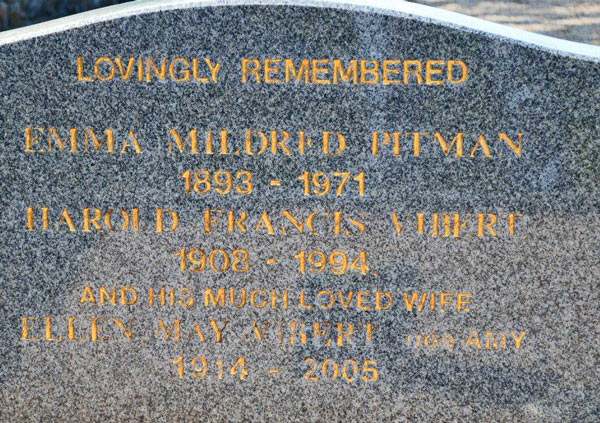 LOVINGLY REMEMBERED
EMMA MILDRED PITMAN
1893 - 1971
HAROLD FRANCIS VIBERT
1908 - 1994
AND HIS MUCH LOVED WIFE
ELLEN MAY VIBERT née AMY
1914 - 2005